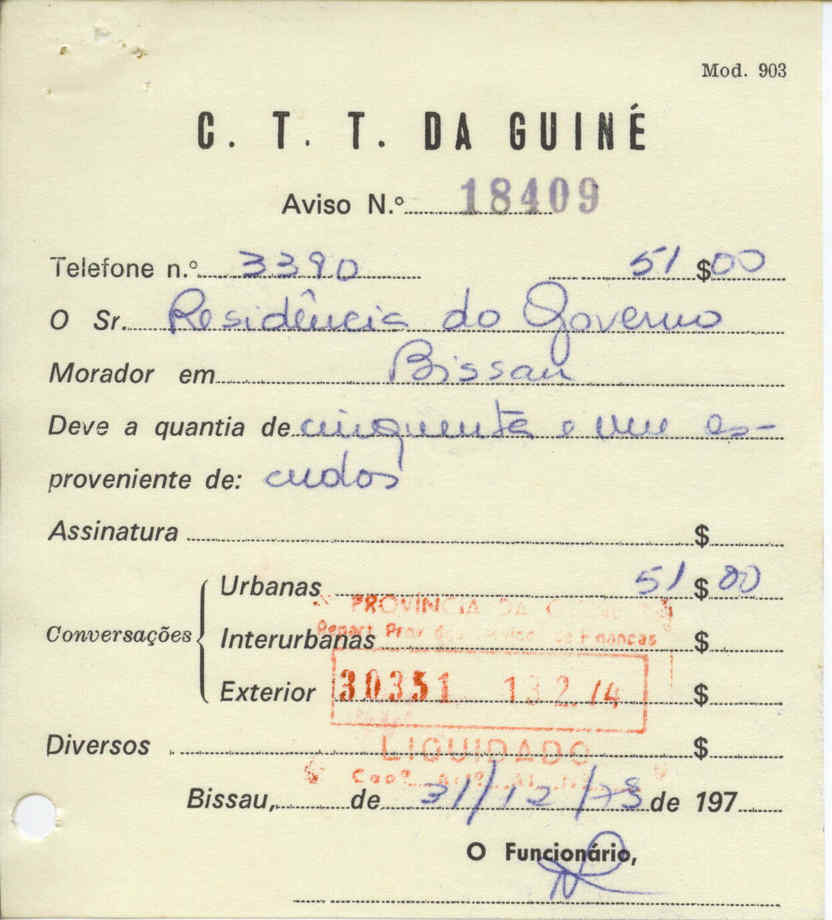 Mod. 903
C. T. T. DA GUINÉ
Aviso N.º 18409
Telefone n.º 3390 51 $ 00
O Sr. Residência do Governo
Morador em Bissau
Deve a quantia de cinquenta e um es-
proveniente de: cudos
Assinatura $
Urbanas 51 $ 00
PROVÍNCIA DA
Conversações Interurbanas $
Finanças
Exterior $
30351 13 2 74
Diversos $
LIQUIDADO
Bissau, de 31/12/73 de 197
O Funcionário,